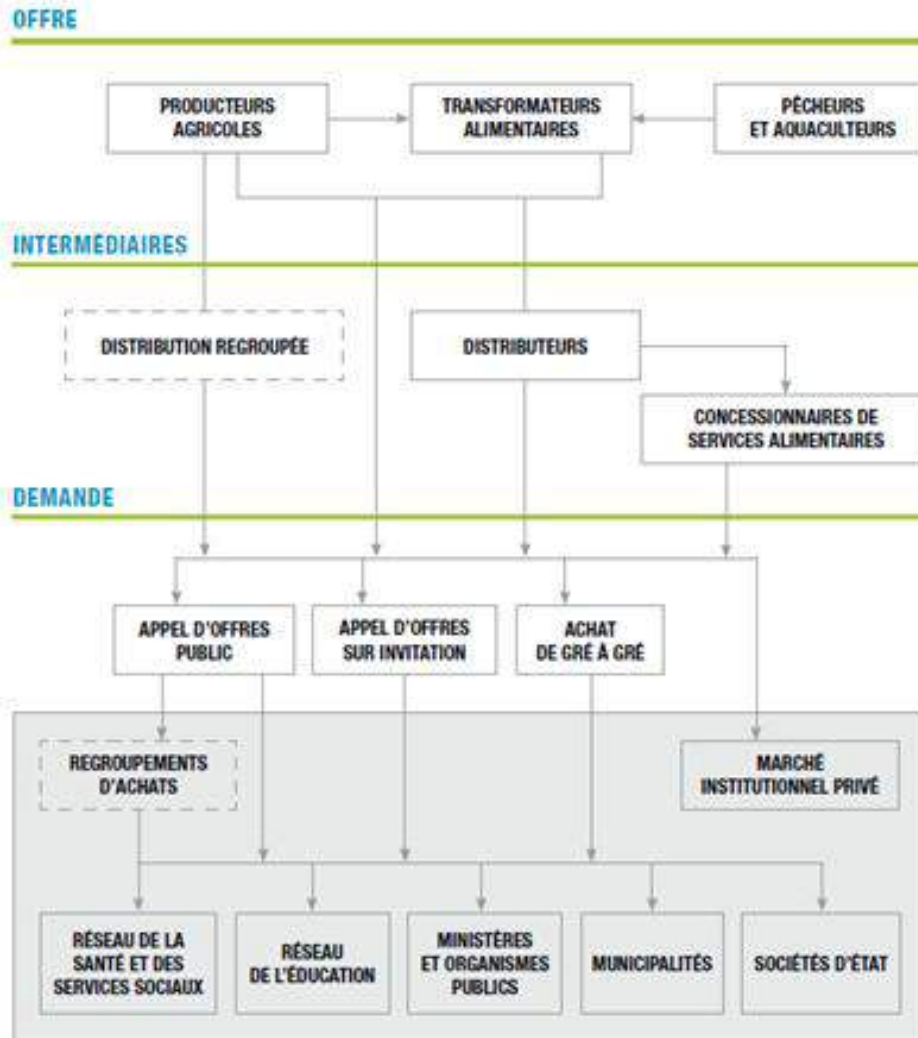 OFFRE
PRODUCTEURS
AGRICOLES
TRANSFORMATEURS
ALIMENTAIRES
PÊCHEURS
ET AQUACULTEURS
INTERMÉDIAIRES
DISTRIBUTION REGROUPÉE
DISTRIBUTEURS
CONCESSIONNAIRES DE
SERVICES ALIMENTAIRES
DEMANDE
APPEL D'OFFRES
PUBLIC
APPEL D'OFFRES
SUR INVITATION
ACHAT
DE GRÉ À GRÉ
REGROUPEMENTS
D'ACHATS
MARCHÉ
INSTITUTIONNEL PRIVÉ
RÉSEAU DE LA
SANTÉ ET DES
SERVICES SOCIAUX
RÉSEAU
DE L'ÉDUCATION
MINISTÈRES
ET ORGANISMES
PUBLICS
MUNICIPALITÉS
SOCIÉTÉS D'ÉTAT